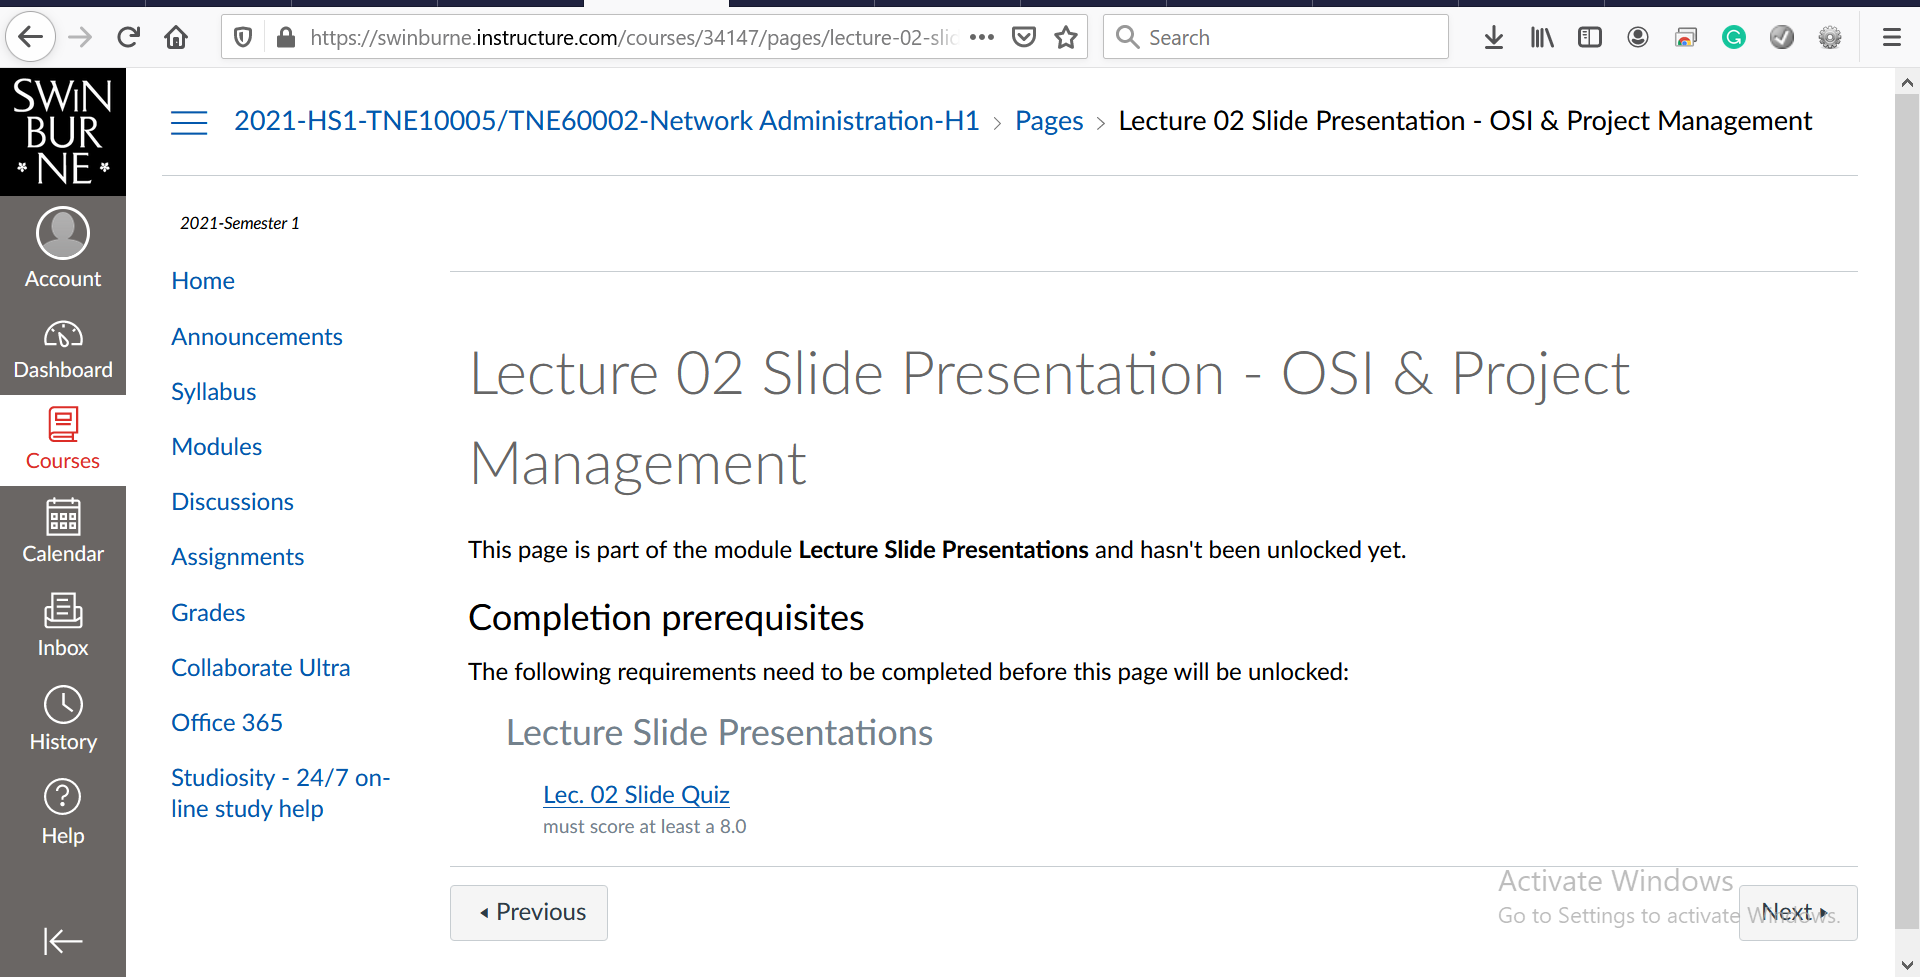 https://swinburne.instructure.com/courses/34147/pages/lecture-02-slic
Search
SWiN
BUR
NE
2021-HS1-TNE10005/TNE60002-Network Administration-H1 > Pages > Lecture 02 Slide Presentation - OSI & Project Management
Account
Dashboard
Courses
Calendar
Inbox
History
Help
2021-Semester 1
Home
Announcements
Syllabus
Modules
Discussions
Assignments
Grades
Collaborate Ultra
Office 365
Studiosity - 24/7 on-
line study help
Lecture 02 Slide Presentation - OSI & Project
Management
This page is part of the module Lecture Slide Presentations and hasn't been unlocked yet.
Completion prerequisites
The following requirements need to be completed before this page will be unlocked:
Lecture Slide Presentations
Lec. 02 Slide Quiz
must score at least a 8.0
Previous
Next
Activate Windows
Go to Settings to activate Windows.